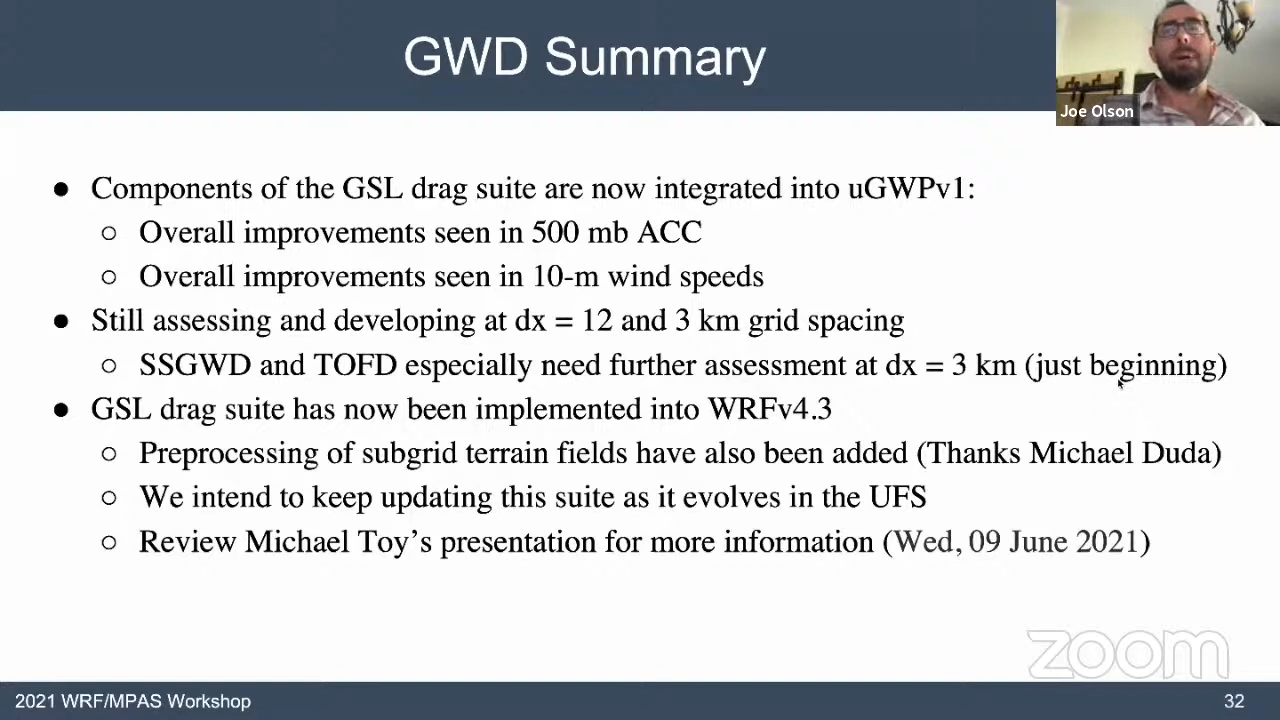 GWD Summary
Joe Olson
● Components of the GSL drag suite are now integrated into uGWPv1:
○ Overall improvements seen in 500 mb ACC
○ Overall improvements seen in 10-m wind speeds
● Still assessing and developing at dx = 12 and 3 km grid spacing
○ SSGWD and TOFD especially need further assessment at dx = 3 km (just beginning)
● GSL drag suite has now been implemented into WRFv4.3
○ Preprocessing of subgrid terrain fields have also been added (Thanks Michael Duda)
○ We intend to keep updating this suite as it evolves in the UFS
○ Review Michael Toy’s presentation for more information (Wed, 09 June 2021)
zoom
2021 WRF/MPAS Workshop
32